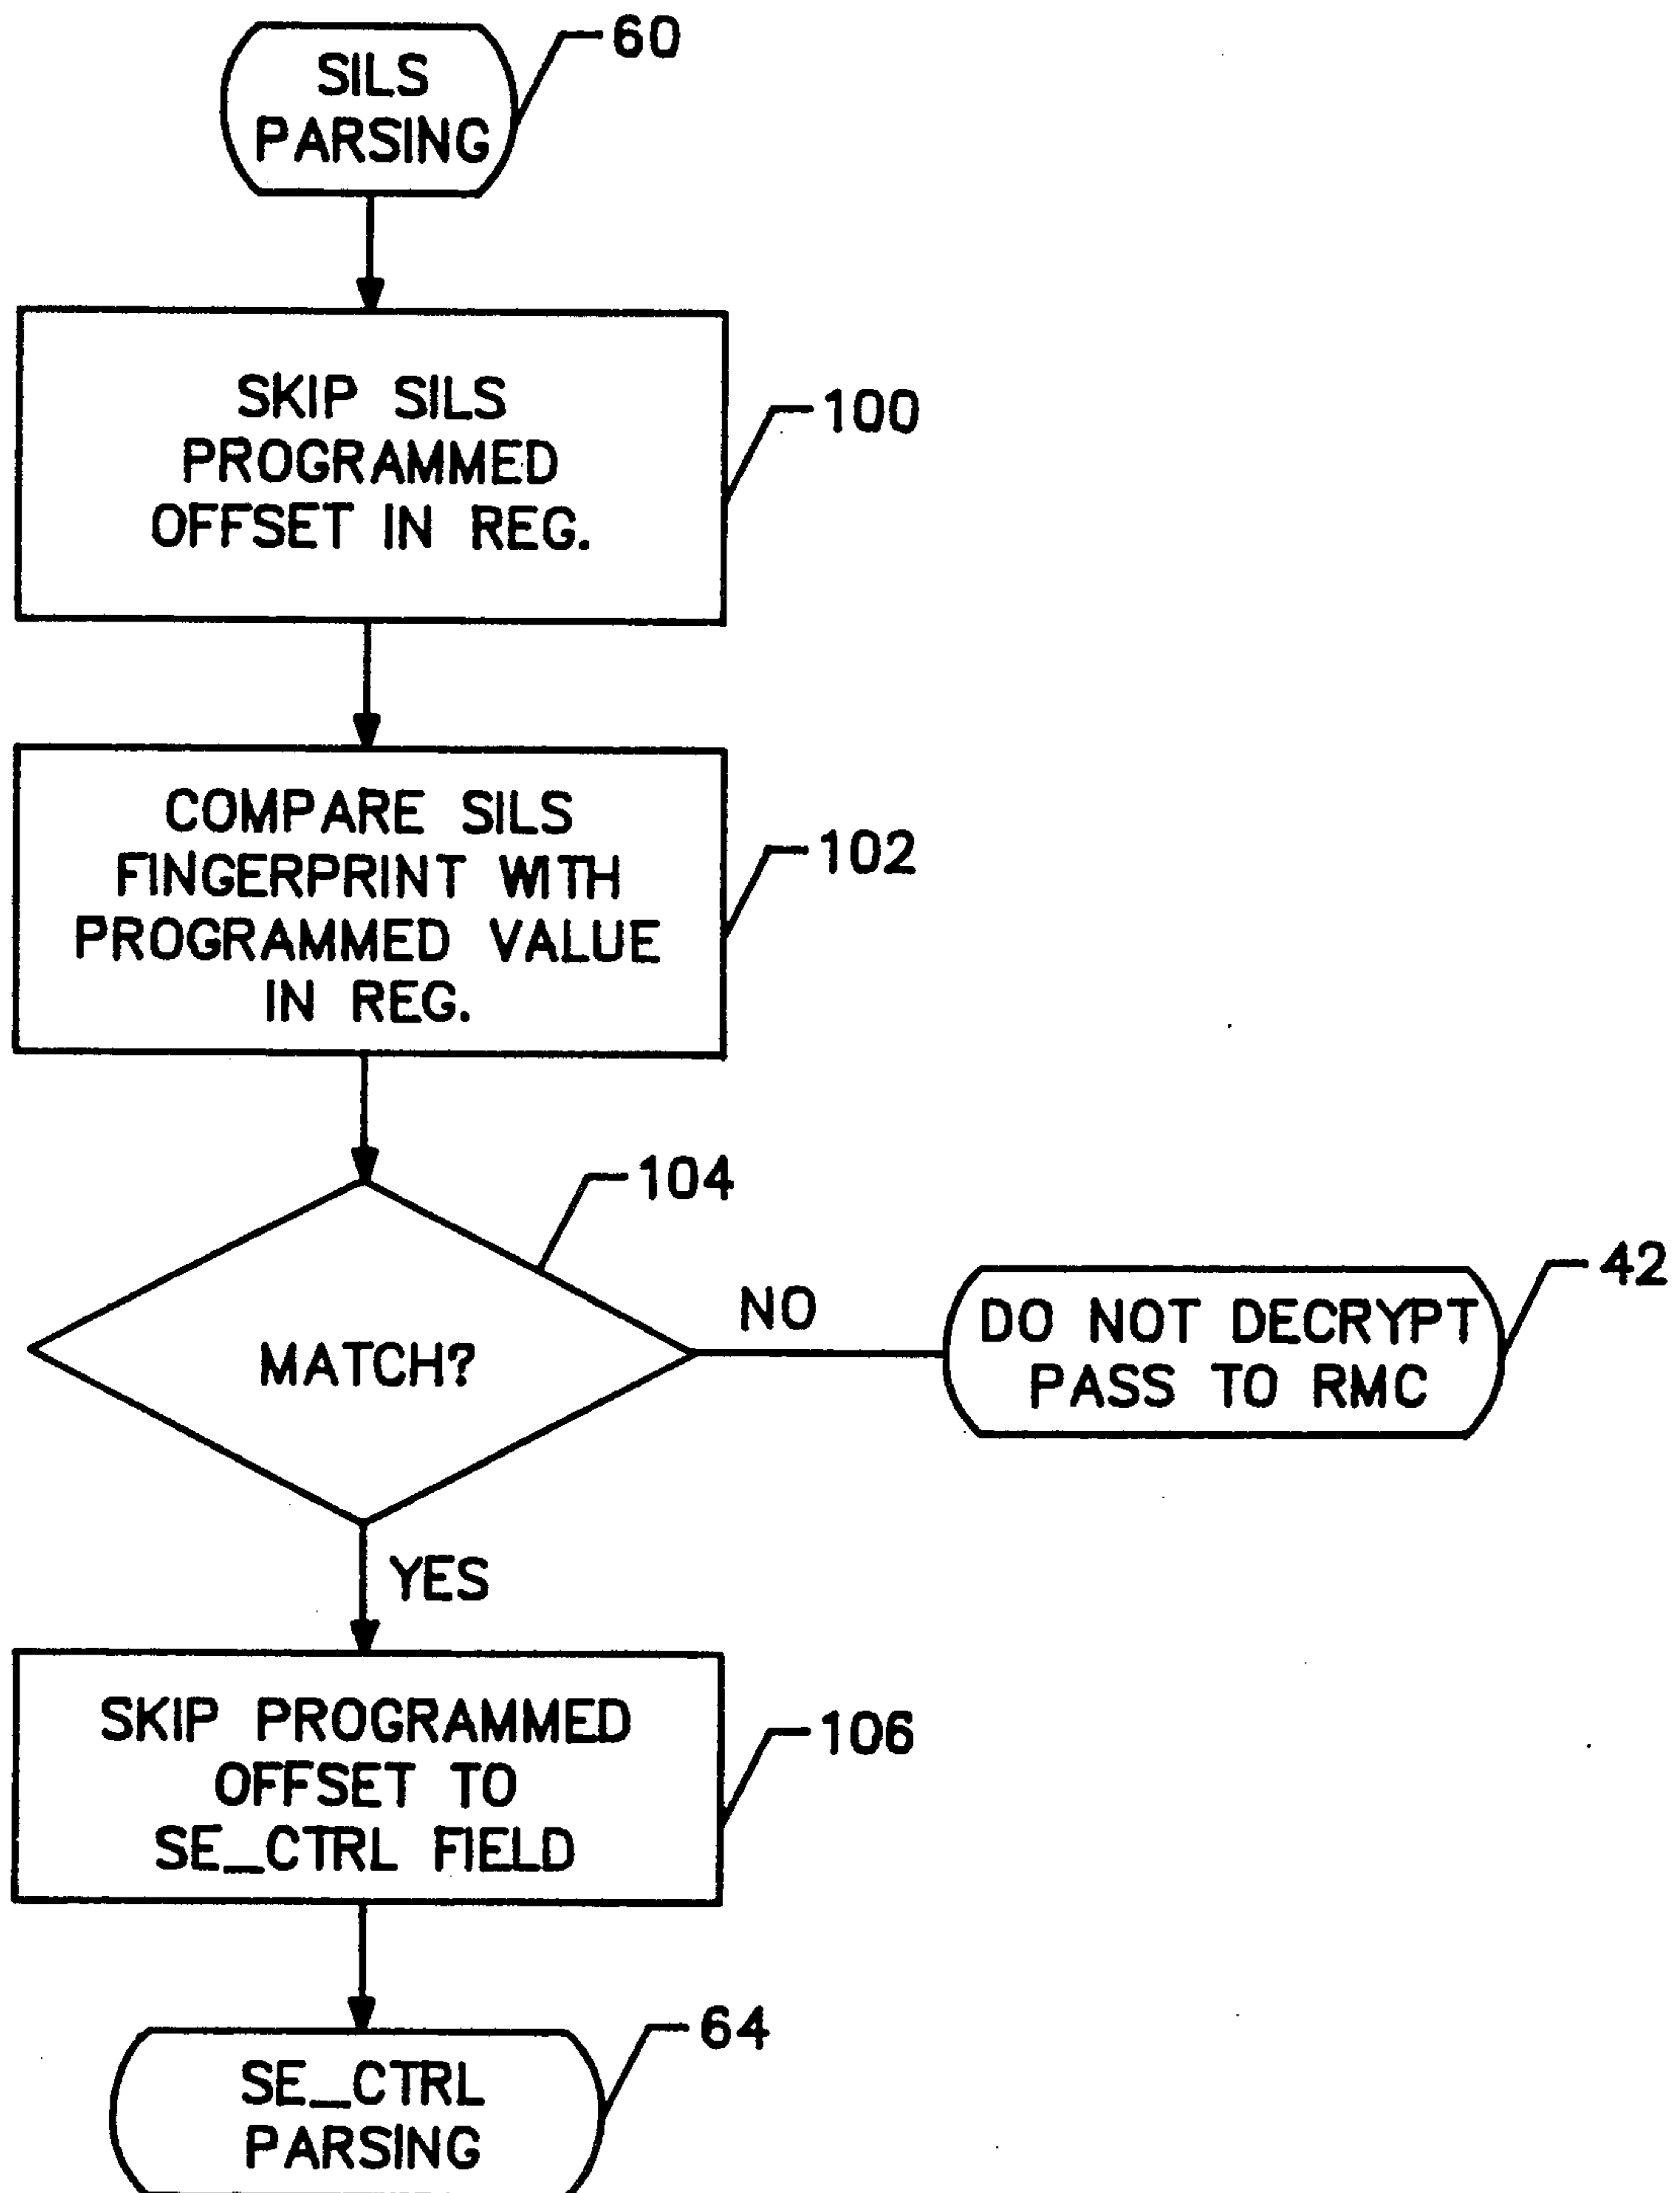 60
SILS
PARSING
SKIP SILS
PROGRAMMED
OFFSET IN REG.
100
COMPARE SILS
FINGERPRINT WITH
PROGRAMMED VALUE
IN REG.
102
104
MATCH?
NO
42
DO NOT DECRYPT
PASS TO RMC
YES
SKIP PROGRAMMED
OFFSET TO
SE_CTRL FIELD
106
64
SE_CTRL
PARSING